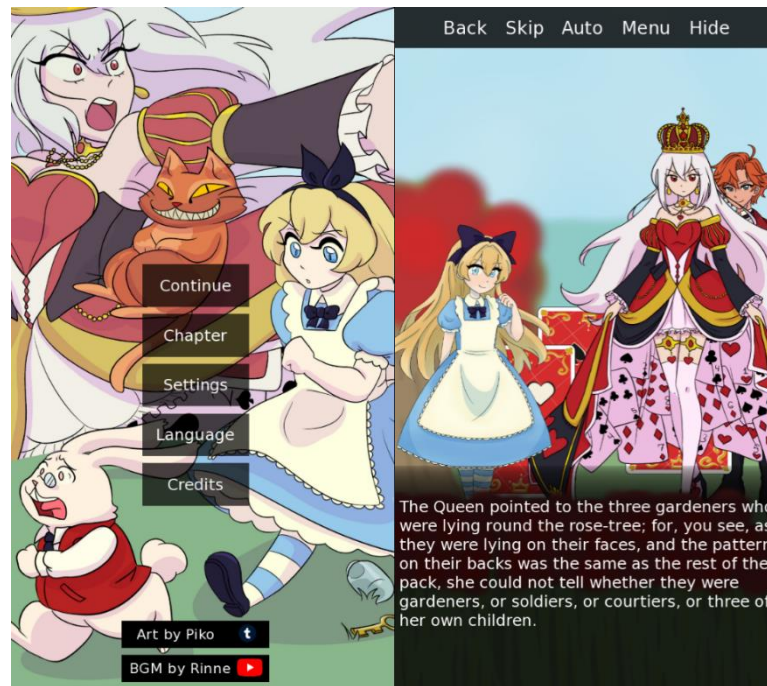 Continue
Chapter
Settings
Language
Credits
Art by Piko
BGM by Rinne
Back Skip Auto Menu Hide
The Queen pointed to the three gardeners who
were lying round the rose-tree; for, you see, as
they were lying on their faces, and the pattern
on their backs was the same as the rest of the
pack, she could not tell whether they were
gardeners, or soldiers, or courtiers, or three of
her own children.